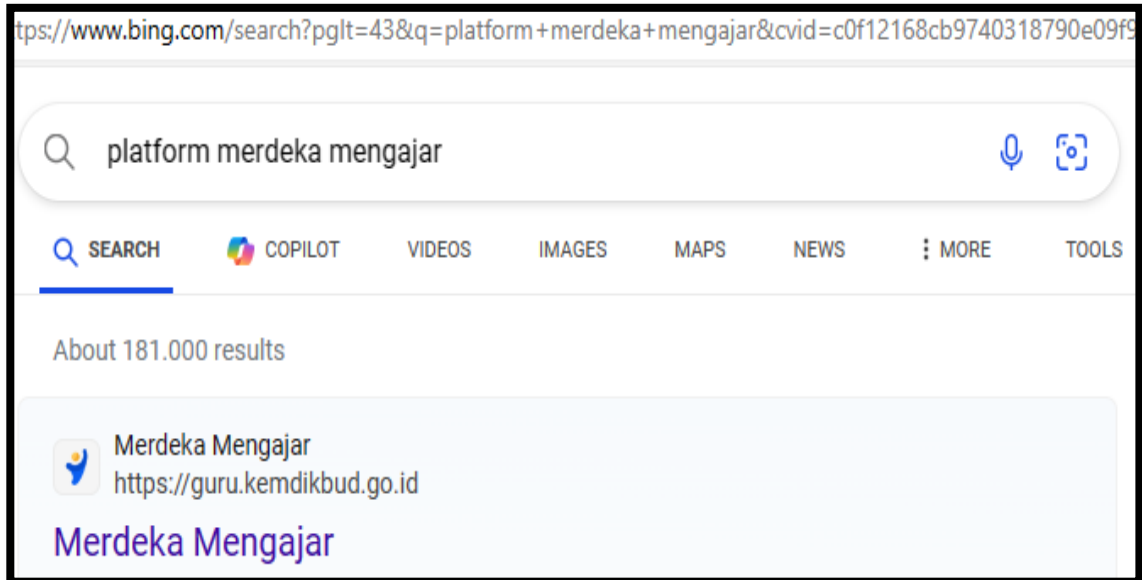 tps://www.bing.com/search?pglt=43&q=platform+merdeka+mengajar&cvid=c0f12168cb9740318790e09f9
platform merdeka mengajar
SEARCH COPILOT VIDEOS IMAGES MAPS NEWS MORE TOOLS
About 181.000 results
Merdeka Mengajar
https://guru.kemdikbud.go.id
Merdeka Mengajar